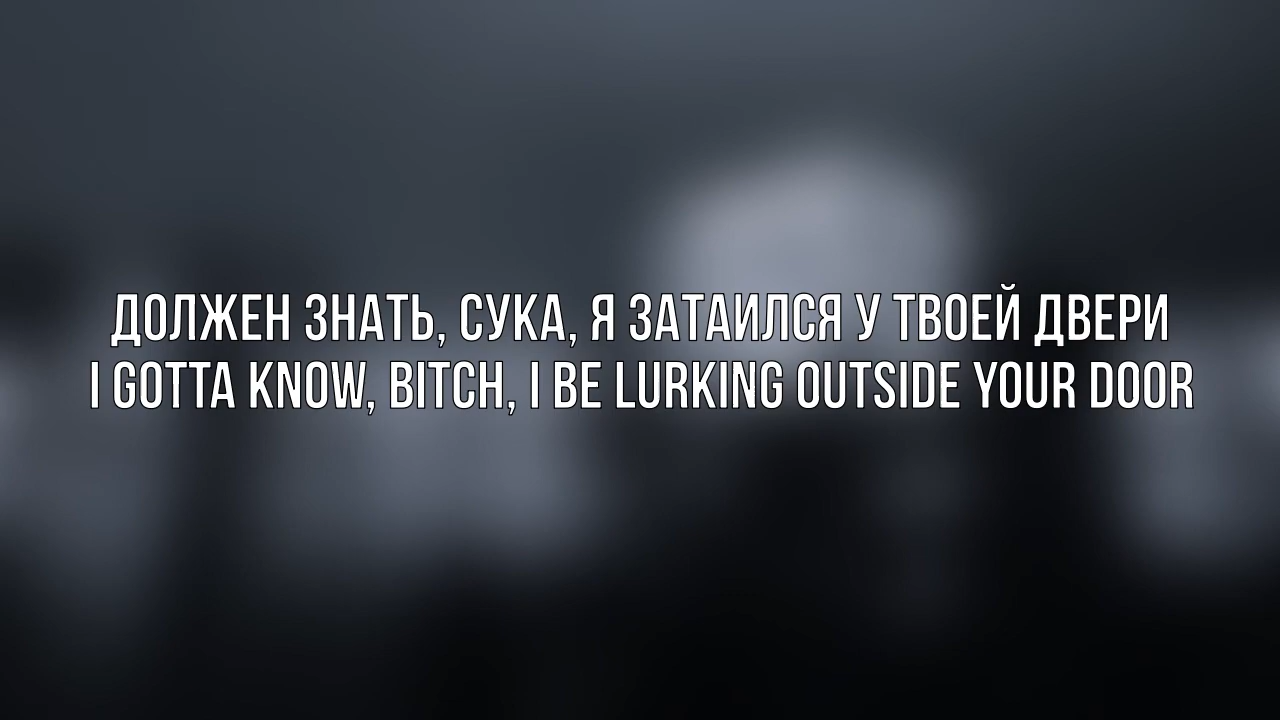 ДОЛЖЕН ЗНАТЬ, СУКА, Я ЗАТАИЛСЯ У ТВОЕЙ ДВЕРИ
I GOTTA KNOW, BITCH, I BE LURKING OUTSIDE YOUR DOOR